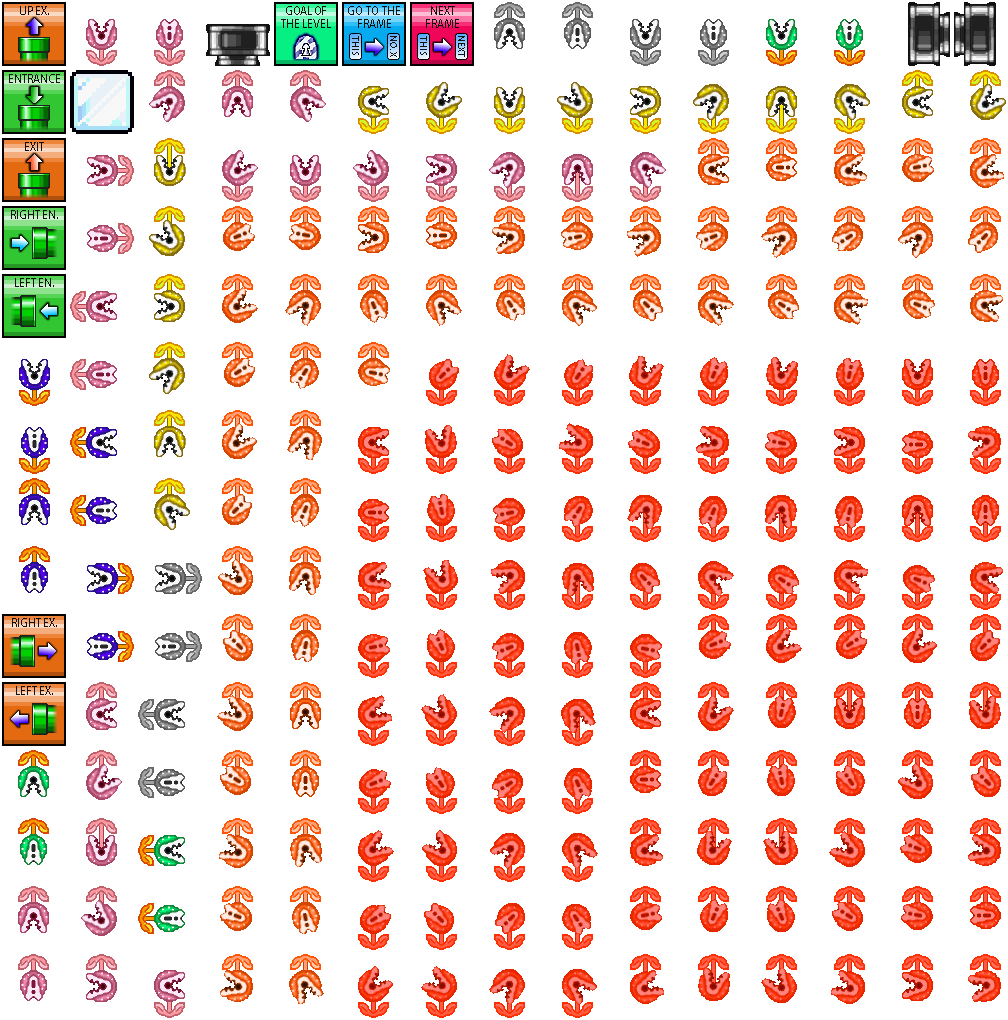 UP EX.
GOAL OF
THE LEVEL
GO TO THE
FRAME
THIS
NO.X
NEXT
FRAME
THIS
NEXT
ENTRANCE
EXIT
RIGHT EN.
LEFT EN.
RIGHT EX.
LEFT EX.